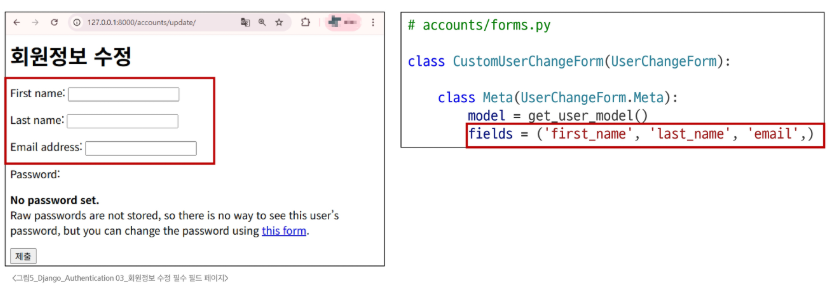 127.0.0.1:8000/accounts/update/
회원정보 수정
First name:
Last name:
Email address:
Password:
No password set.
Raw passwords are not stored, so there is no way to see this user's
password, but you can change the password using this form.
제출
<그림5_Django_Authentication 03_회원정보 수정 필수 필드 페이지>
# accounts/forms.py
class CustomUserChangeForm(UserChangeForm):
class Meta(UserChangeForm.Meta):
model = get_user_model()
fields = ('first_name', 'last_name', 'email',)